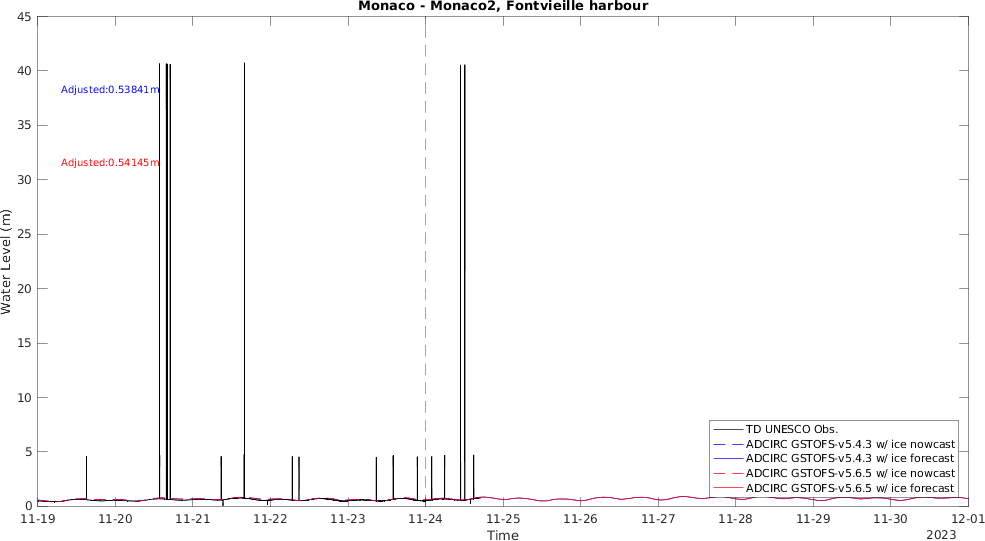 Monaco - Monaco2, Fontvieille harbour
45
40
35
30
25
20
15
10
5
0
Water Level (m)
Adjusted:0.53841m
Adjusted:0.54145m
TD UNESCO Obs.
ADCIRC GSTOFS-v5.4.3 w/ ice nowcast
ADCIRC GSTOFS-v5.4.3 w/ ice forecast
ADCIRC GSTOFS-v5.6.5 w/ ice nowcast
ADCIRC GSTOFS-v5.6.5 w/ ice forecast
11-19 11-20 11-21 11-22 11-23 11-24 11-25 11-26 11-27 11-28 11-29 11-30 12-01
Time
2023